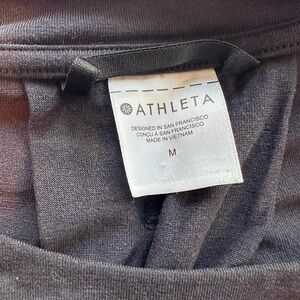 ATHLETA
DESIGNED IN SAN FRANCISCO
CONÇU A SAN FRANCISCO
MADE IN VIETNAM
M